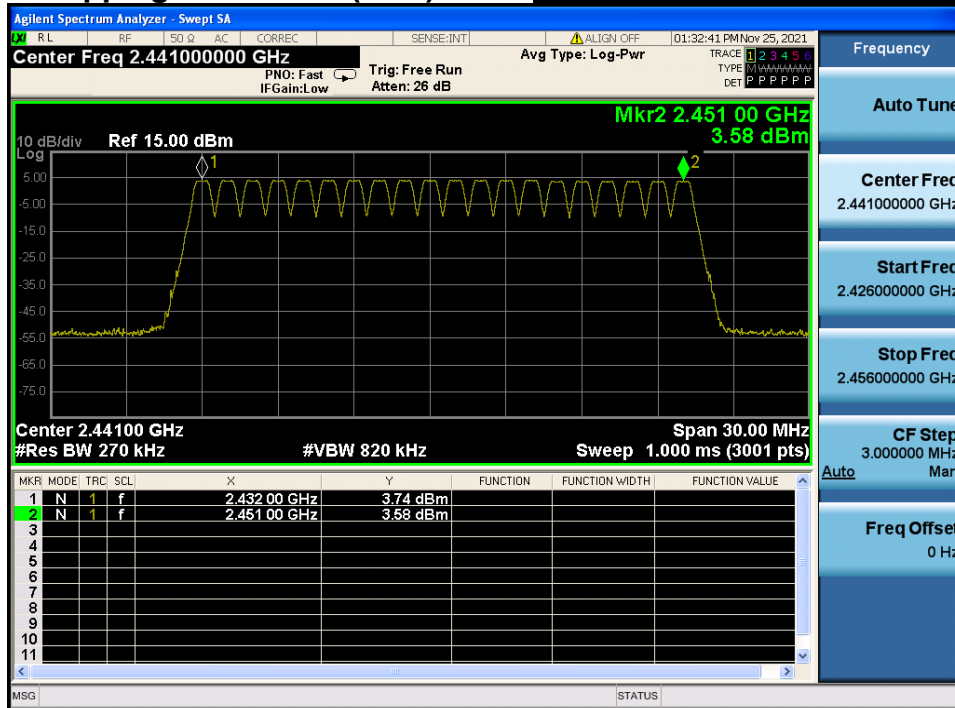 Agilent Spectrum Analyzer - Swept SA
LXI RL RF 50 Ω AC CORREC SENSE:INT ALIGN OFF 01:32:41 PM Nov 25, 2021
Center Freq 2.441000000 GHz
PNO: Fast
IFGain:Low
Trig: Free Run
Atten: 26 dB
Avg Type: Log-Pwr
TRACE 1 2 3 4 5 6
TYPE M WWWWW
DET P P P P P P
Mkr2 2.451 00 GHz
3.58 dBm
10 dB/div Ref 15.00 dBm
Log
1
2
5.00
-5.00
-15.0
-25.0
-35.0
-45.0
-55.0
-65.0
-75.0
Center 2.44100 GHz Span 30.00 MHz
#Res BW 270 kHz #VBW 820 kHz Sweep 1.000 ms (3001 pts)
MKR MODE TRC SCL X Y FUNCTION FUNCTION WIDTH FUNCTION VALUE
1 N 1 f 2.432 00 GHz 3.74 dBm
2 N 1 f 2.451 00 GHz 3.58 dBm
3
4
5
6
7
8
9
10
11
MSG STATUS
Frequency
Auto Tune
Center Freq
2.441000000 GHz
Start Freq
2.426000000 GHz
Stop Freq
2.456000000 GHz
CF Step
3.000000 MHz
Auto Man
Freq Offset
0 Hz